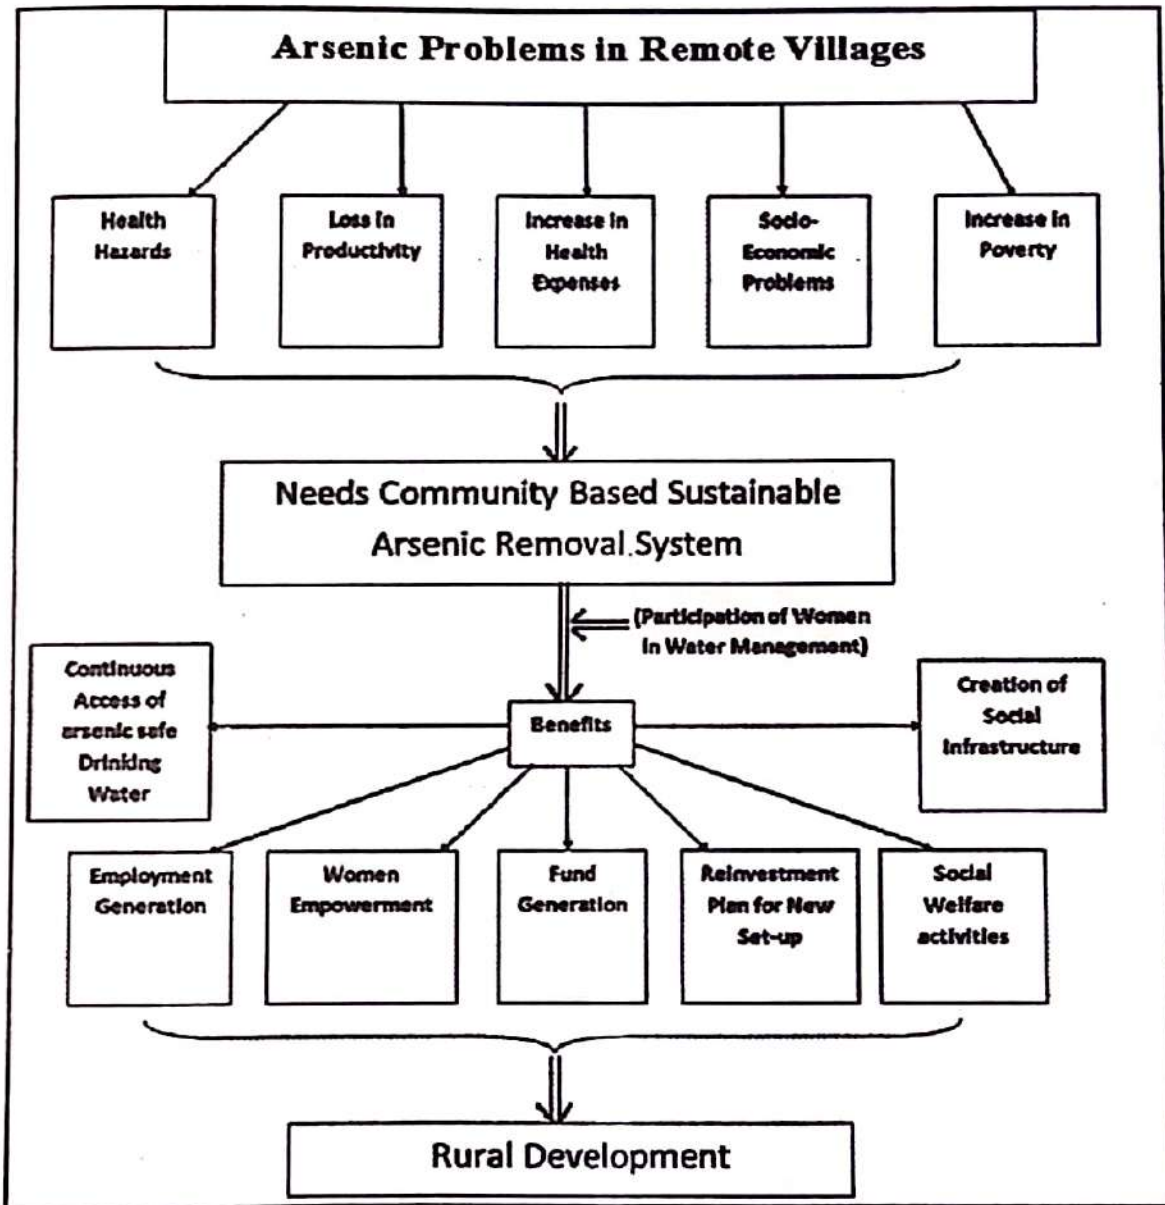 Arsenic Problems in Remote Villages
Health
Hazards
Loss in
Productivity
Increase in
Health
Expenses
Socio-
Economic
Problems
Increase in
Poverty
Needs Community Based Sustainable
Arsenic Removal.System
(Participation of Women
in Water Management)
Continuous
Access of
arsenic safe
Drinking
Water
Benefits
Creation of
Social
Infrastructure
Employment
Generation
Women
Empowerment
Fund
Generation
Reinvestment
Plan for New
Set-up
Social
Welfare
activities
Rural Development